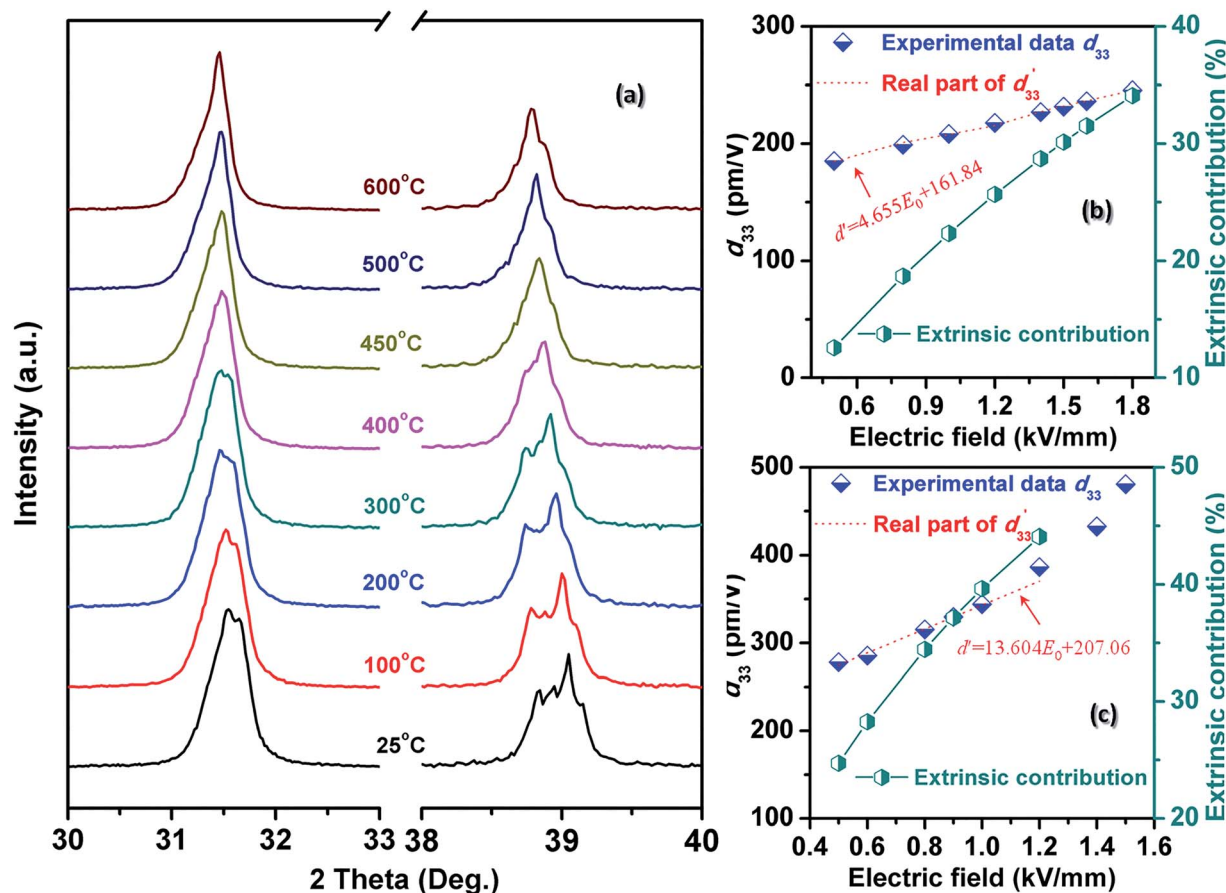 (a)
600°C
500°C
450°C
400°C
300°C
200°C
100°C
25°C
Intensity (a.u.)
30 31 32 33 38 39 40
2 Theta (Deg.)
300
200
100
0
d33 (pm/V)
Experimental data d33
Real part of d33'
d'=4.655E0+161.84
(b)
Extrinsic contribution
40
30
20
10
Extrinsic contribution (%)
0.6 0.9 1.2 1.5 1.8
Electric field (kV/mm)
500
400
300
200
100
d33 (pm/V)
Experimental data d33
Real part of d33'
d'=13.604E0+207.06
(c)
Extrinsic contribution
50
40
30
20
Extrinsic contribution (%)
0.4 0.6 0.8 1.0 1.2 1.4 1.6
Electric field (kV/mm)